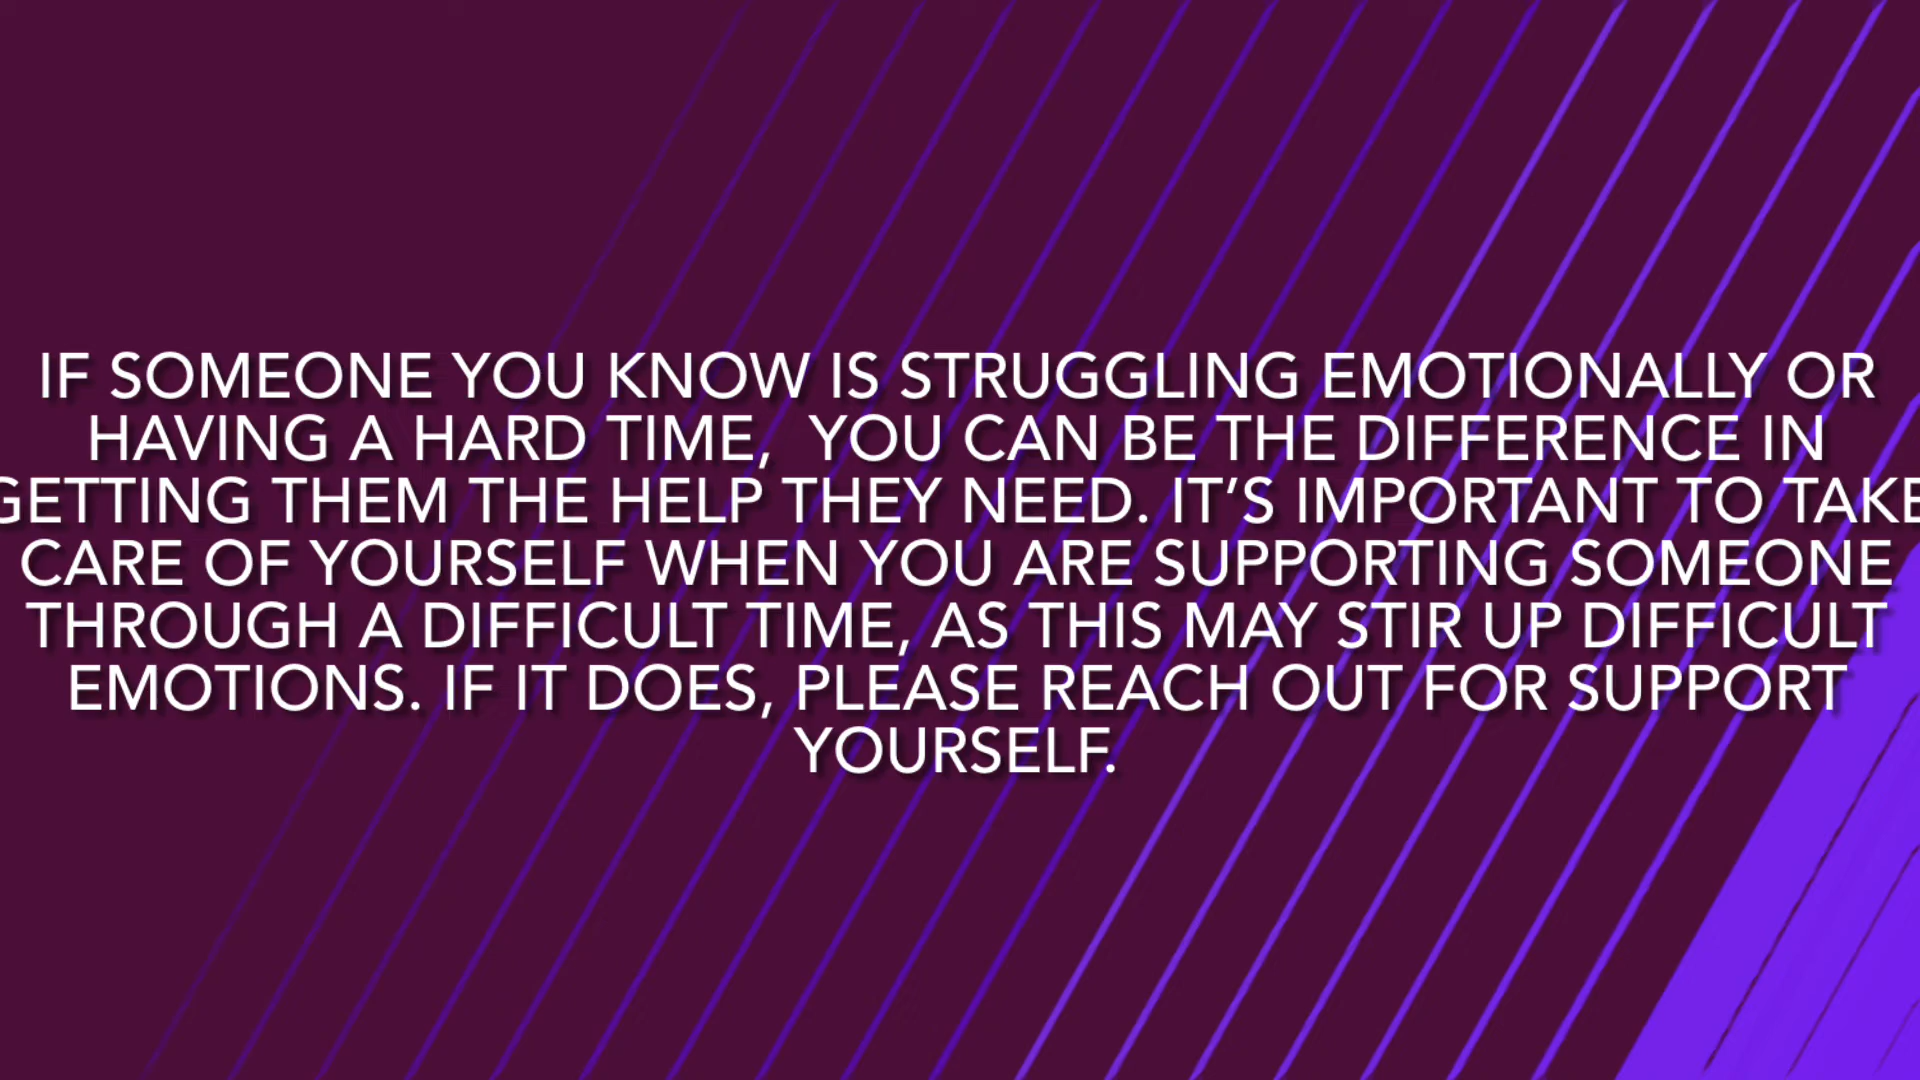 IF SOMEONE YOU KNOW IS STRUGGLING EMOTIONALLY OR
HAVING A HARD TIME,  YOU CAN BE THE DIFFERENCE IN
GETTING THEM THE HELP THEY NEED. IT’S IMPORTANT TO TAKE
CARE OF YOURSELF WHEN YOU ARE SUPPORTING SOMEONE
THROUGH A DIFFICULT TIME, AS THIS MAY STIR UP DIFFICULT
EMOTIONS. IF IT DOES, PLEASE REACH OUT FOR SUPPORT
YOURSELF.